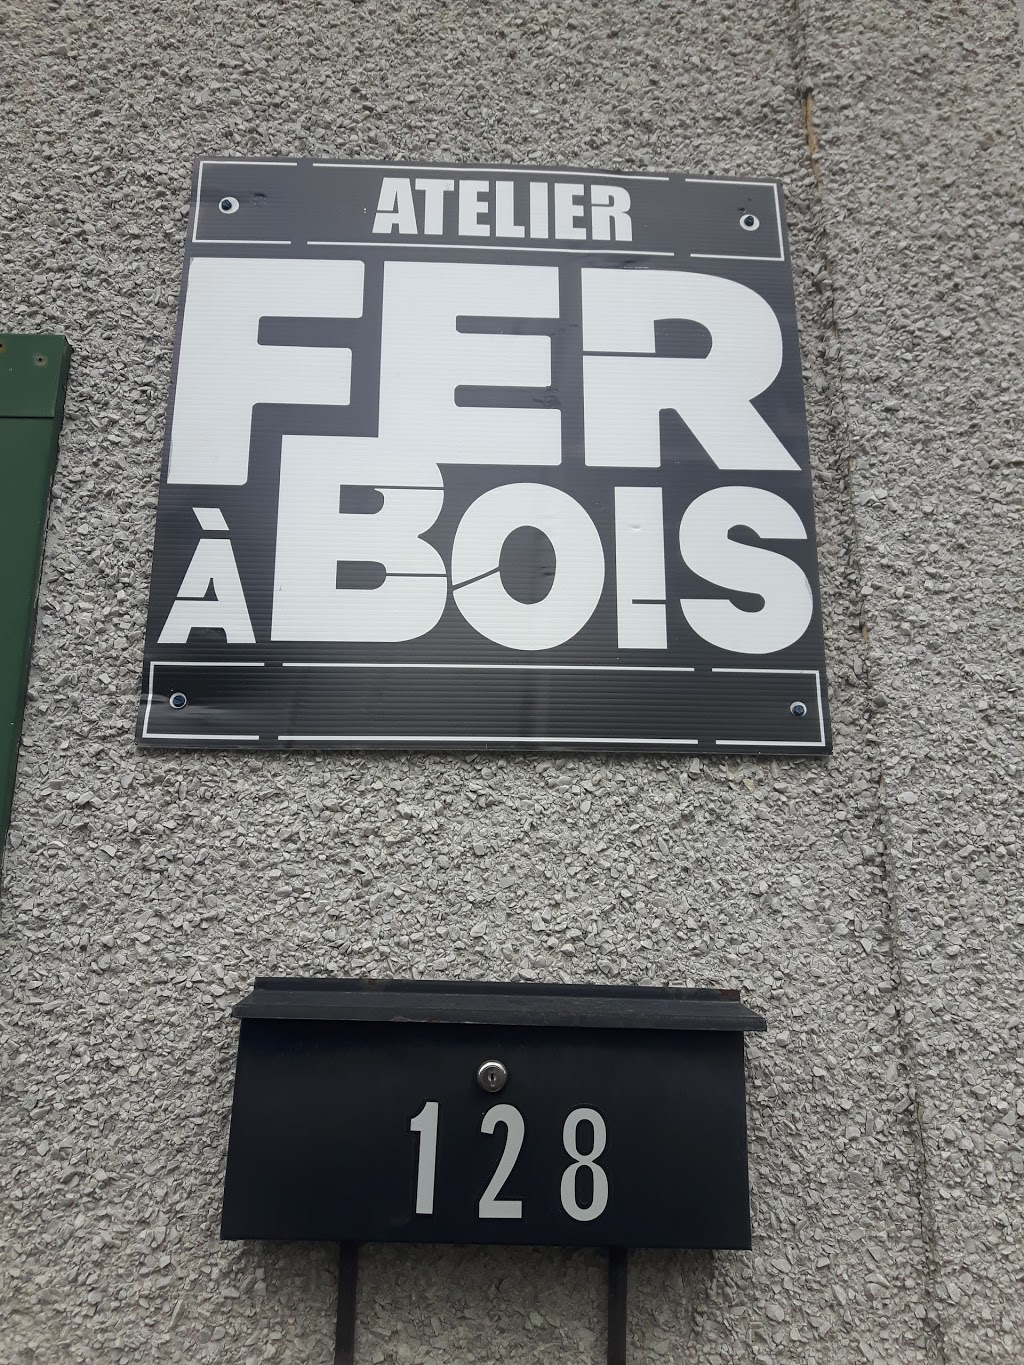 ATELIER
FER
À BOIS
128